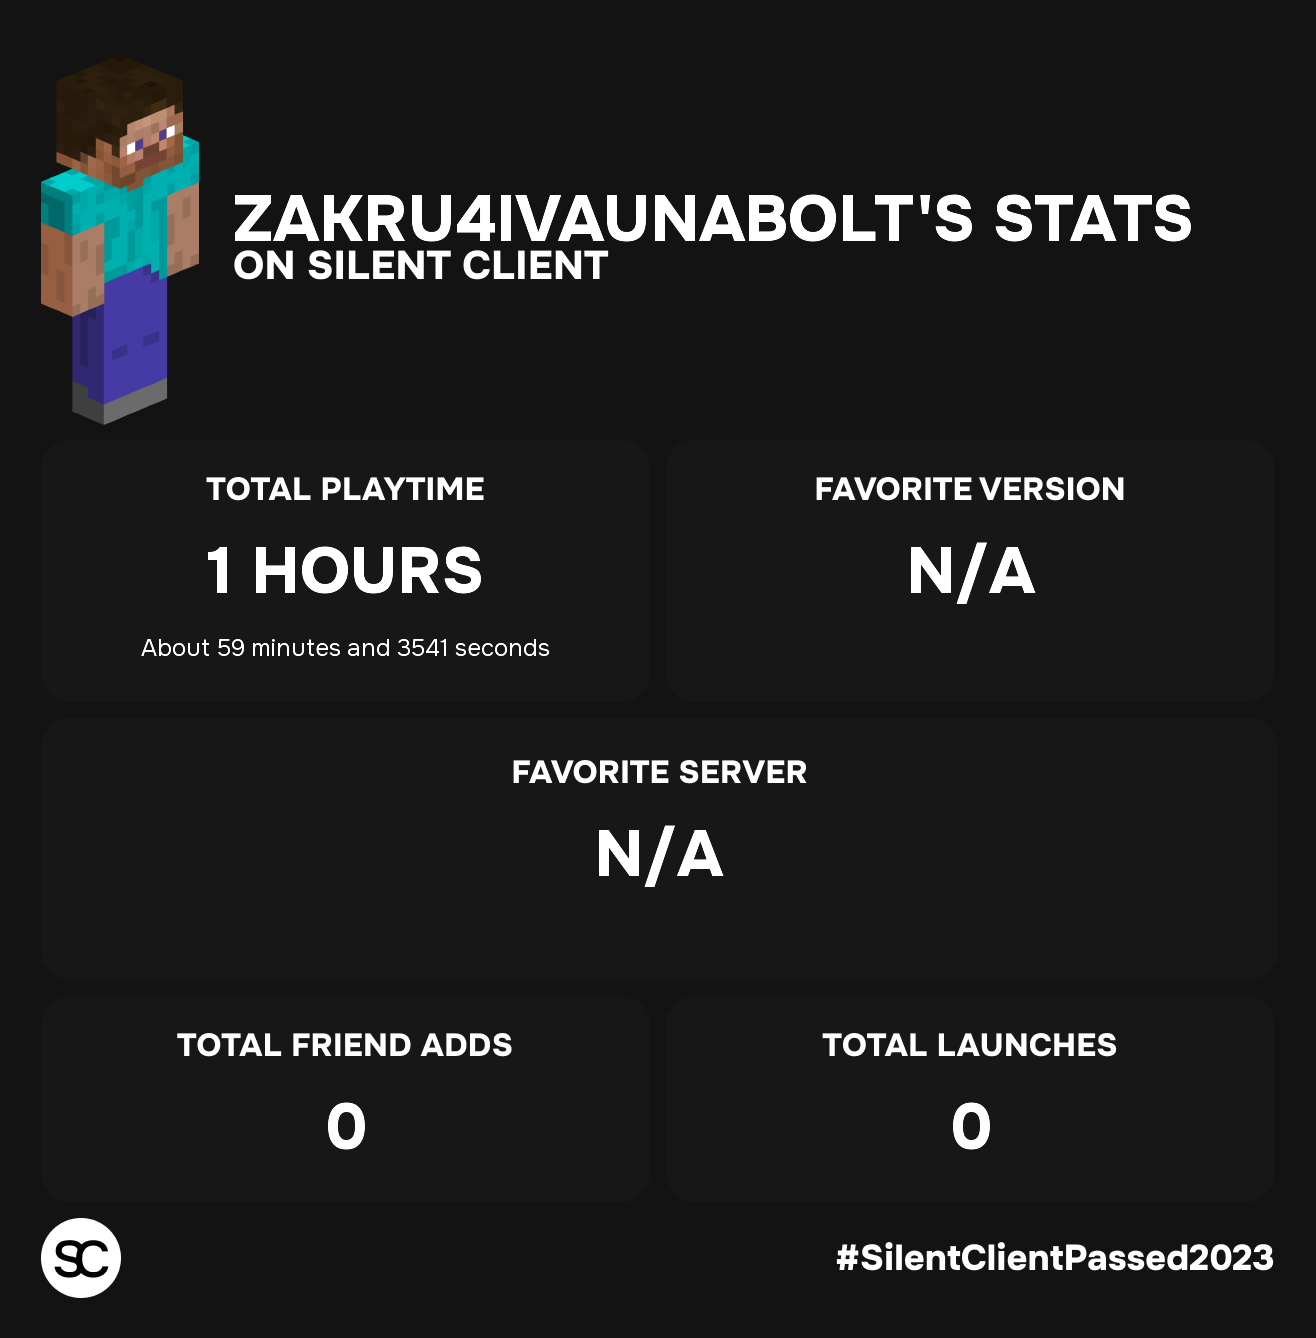 ZAKRU4IVAUNABOLT'S STATS
ON SILENT CLIENT
TOTAL PLAYTIME
1 HOURS
About 59 minutes and 3541 seconds
FAVORITE VERSION
N/A
FAVORITE SERVER
N/A
TOTAL FRIEND ADDS
0
TOTAL LAUNCHES
0
SC
#SilentClientPassed2023